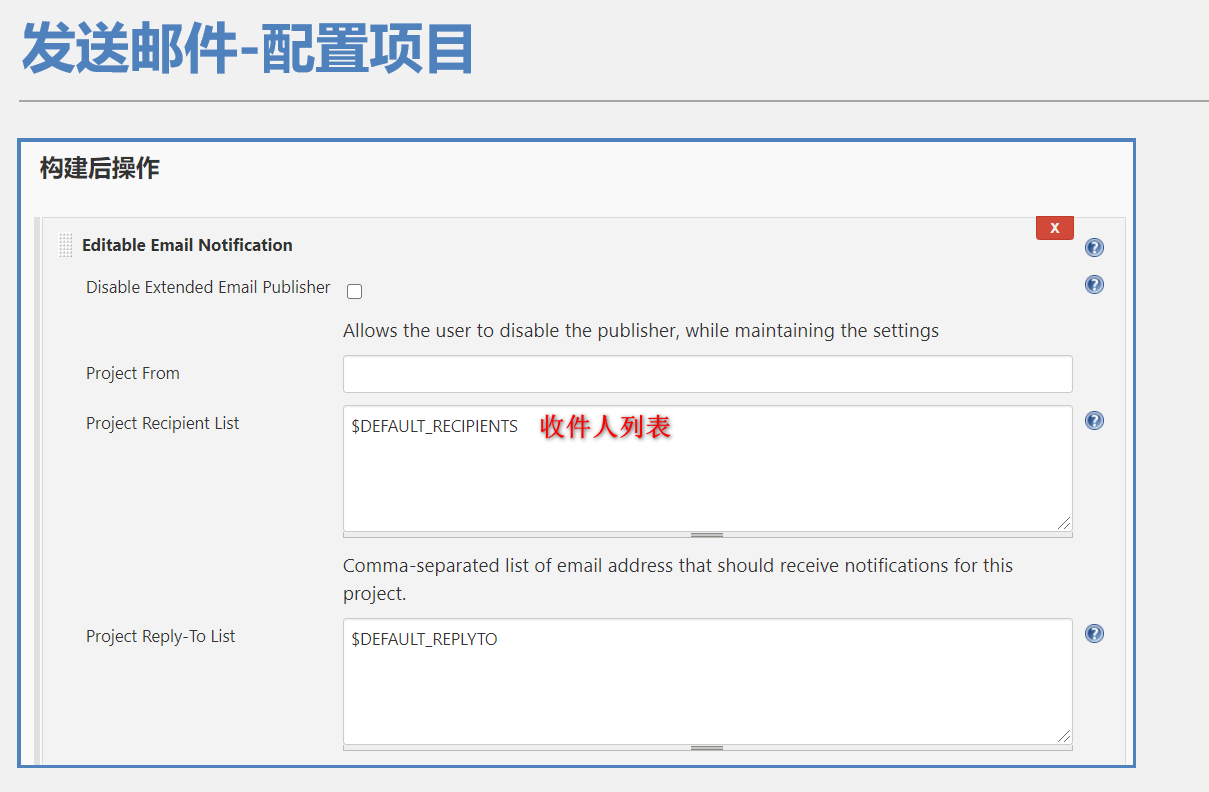 发送邮件-配置项目
构建后操作
X
Editable Email Notification
Disable Extended Email Publisher
Allows the user to disable the publisher, while maintaining the settings
Project From
Project Recipient List
$DEFAULT_RECIPIENTS 收件人列表
Comma-separated list of email address that should receive notifications for this
project.
Project Reply-To List
$DEFAULT_REPLYTO